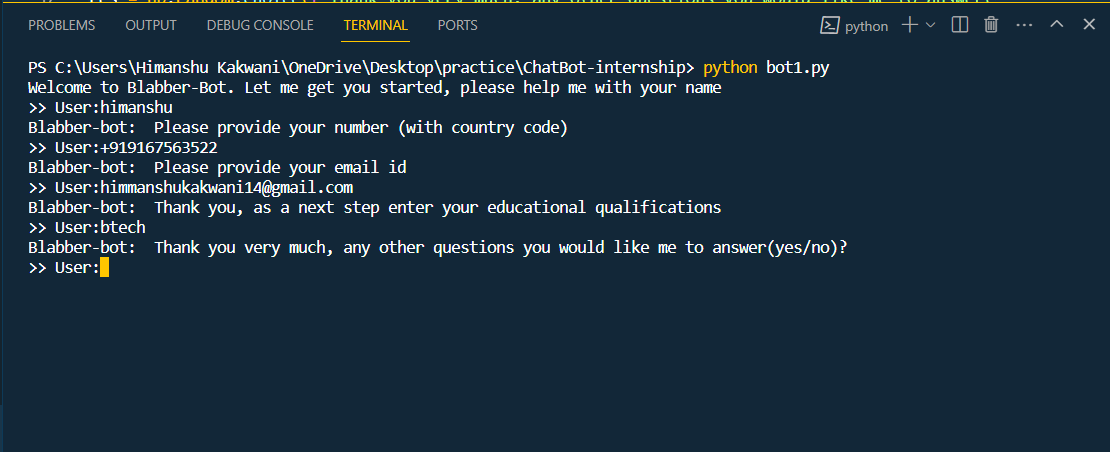 PROBLEMS OUTPUT DEBUG CONSOLE TERMINAL PORTS python
PS C:\Users\Himanshu Kakwani\OneDrive\Desktop\practice\ChatBot-internship> python bot1.py
Welcome to Blabber-Bot. Let me get you started, please help me with your name
>> User:himanshu
Blabber-bot:  Please provide your number (with country code)
>> User:+919167563522
Blabber-bot:  Please provide your email id
>> User:himmanshukakwani14@gmail.com
Blabber-bot:  Thank you, as a next step enter your educational qualifications
>> User:btech
Blabber-bot:  Thank you very much, any other questions you would like me to answer(yes/no)?
>> User: